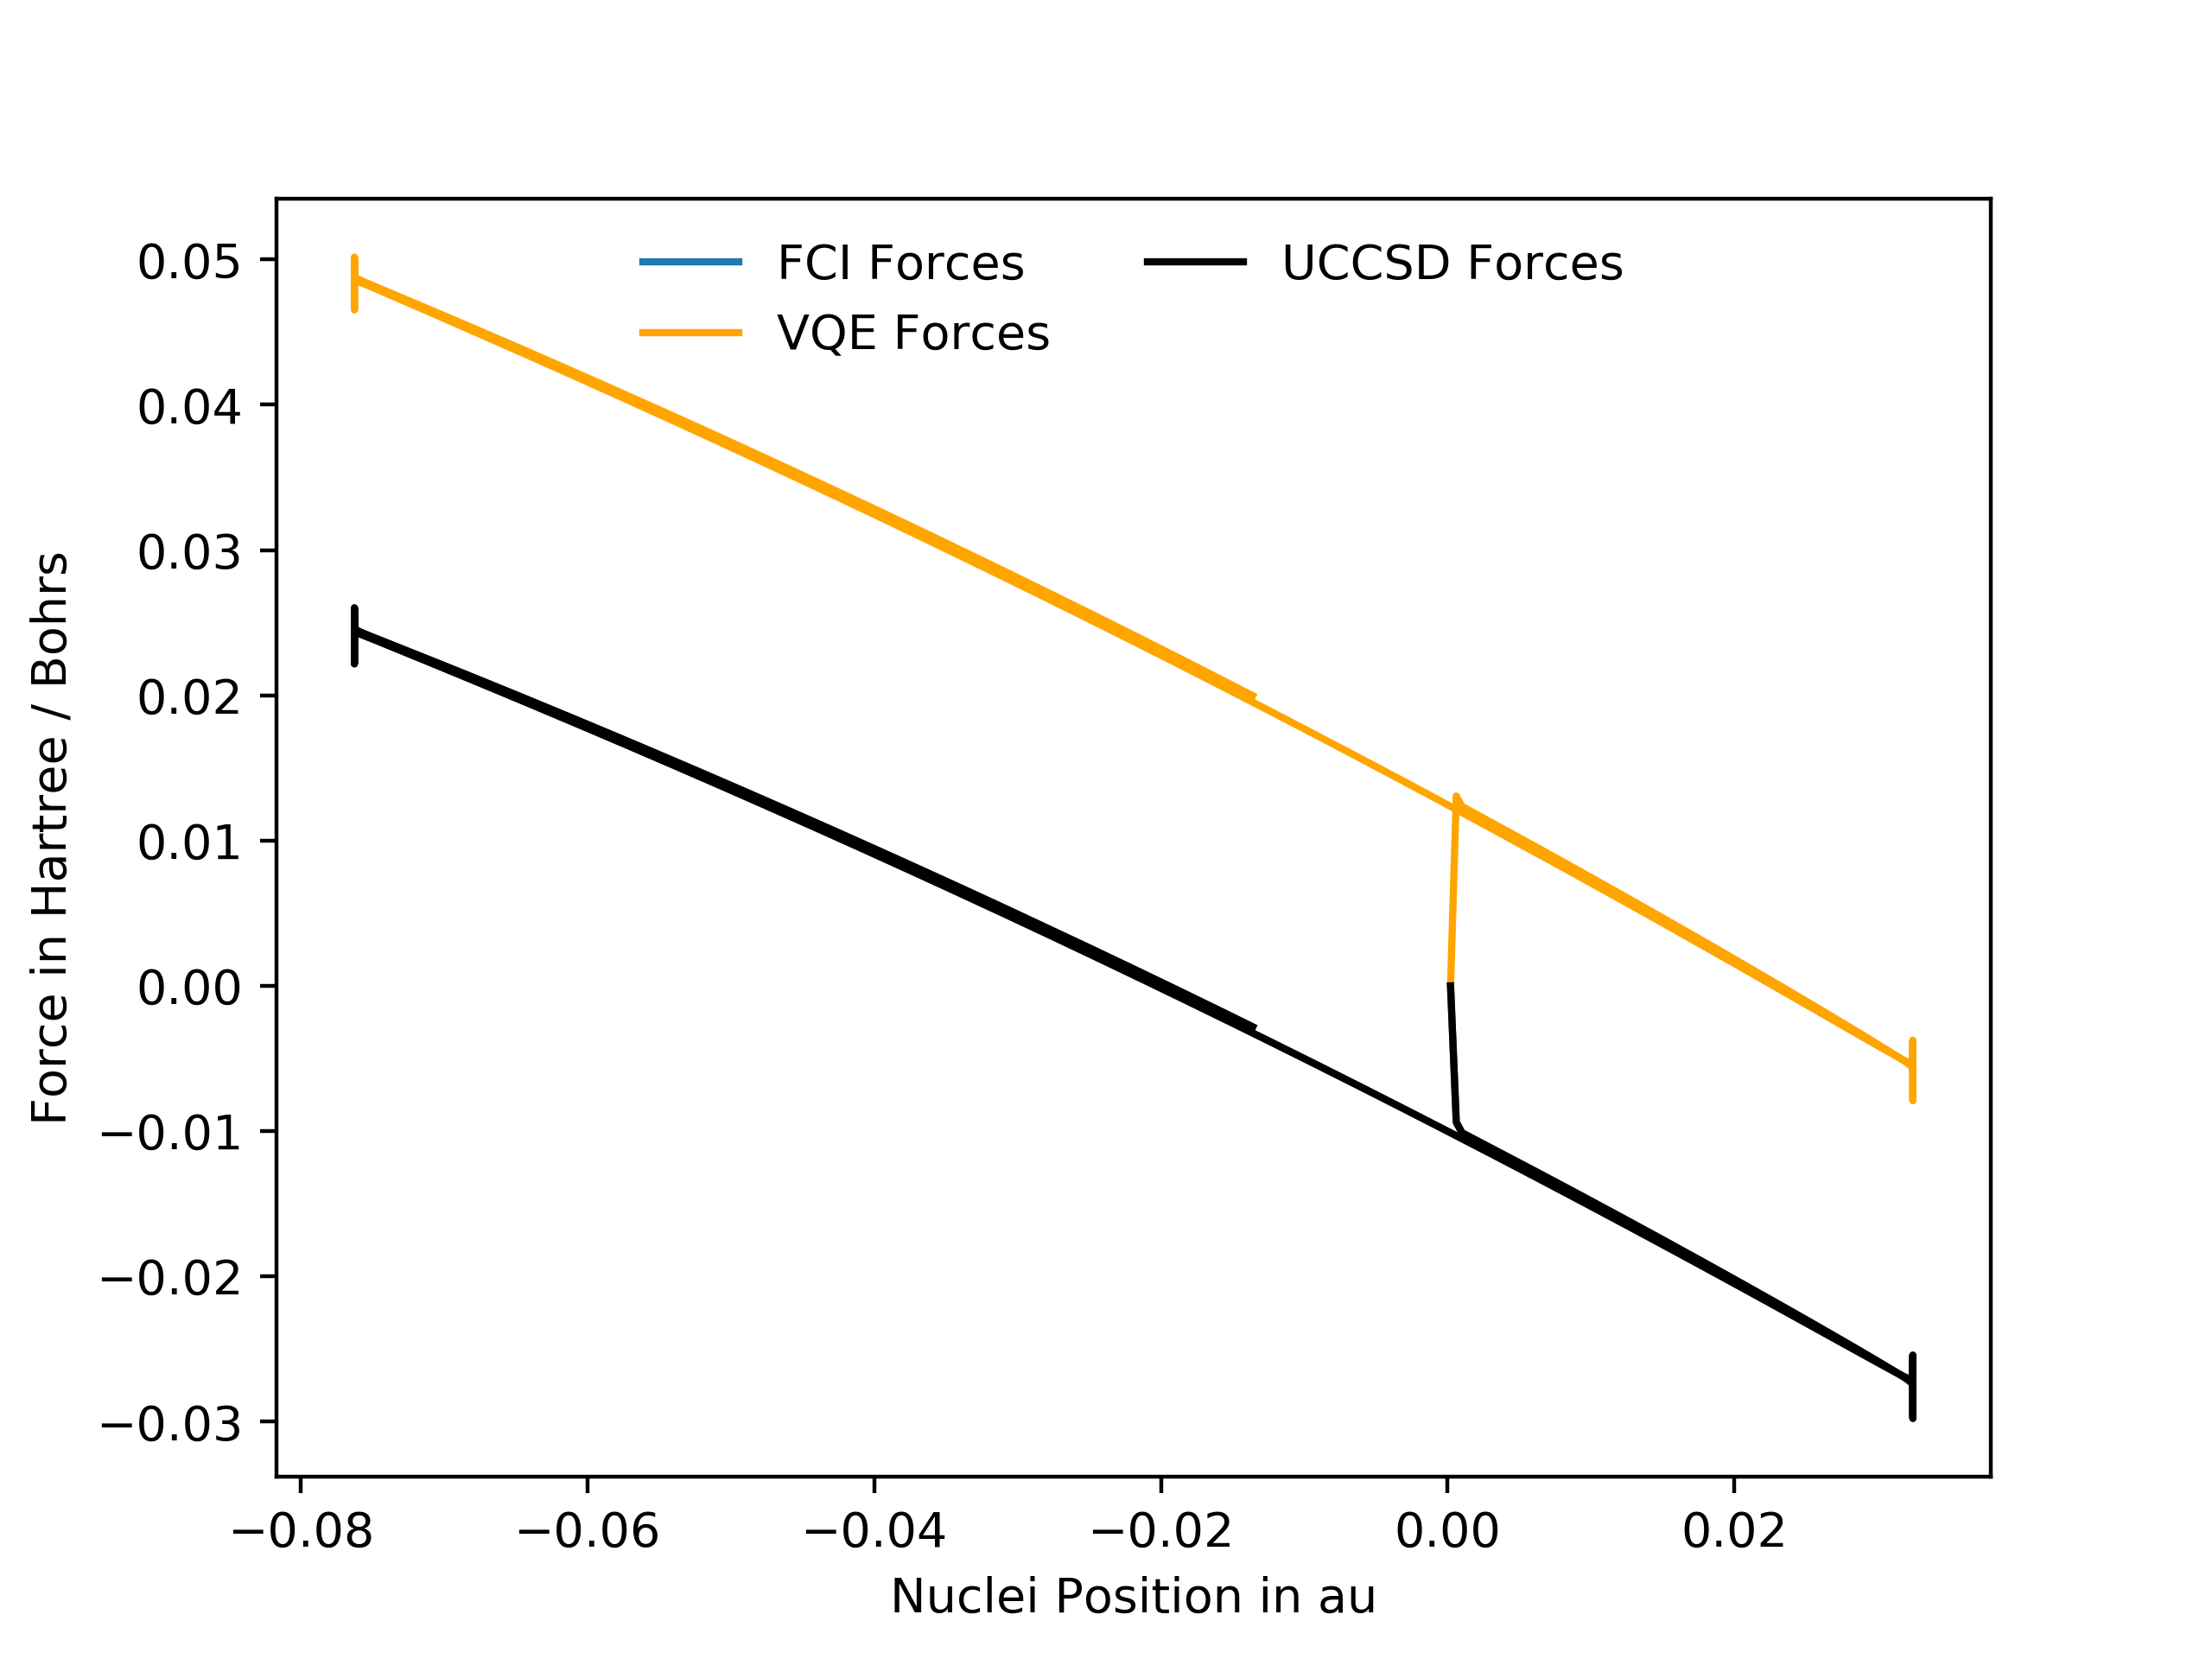 FCI Forces
VQE Forces
UCCSD Forces
0.05
0.04
0.03
0.02
0.01
0.00
−0.01
−0.02
−0.03
Force in Hartree / Bohrs
−0.08 −0.06 −0.04 −0.02 0.00 0.02
Nuclei Position in au